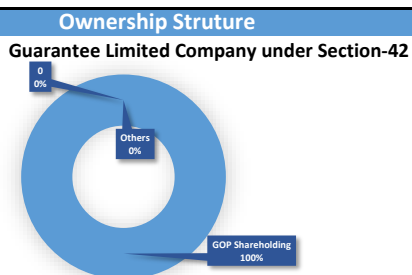 Ownership Struture
Guarantee Limited Company under Section-42
0
0%
Others
0%
GOP Shareholding
100%